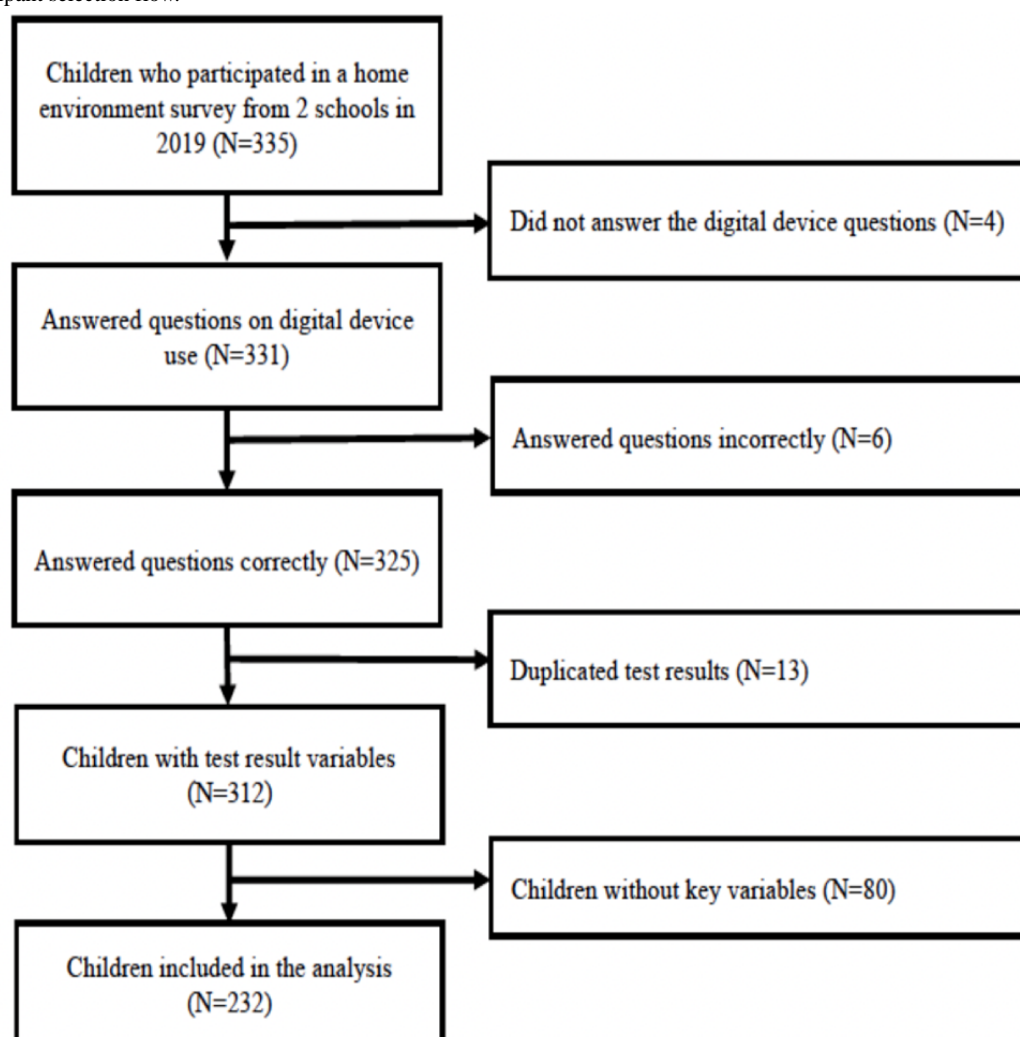 Children who participated in a home
environment survey from 2 schools in
2019 (N=335)
Did not answer the digital device questions (N=4)
Answered questions on digital device
use (N=331)
Answered questions incorrectly (N=6)
Answered questions correctly (N=325)
Duplicated test results (N=13)
Children with test result variables
(N=312)
Children without key variables (N=80)
Children included in the analysis
(N=232)